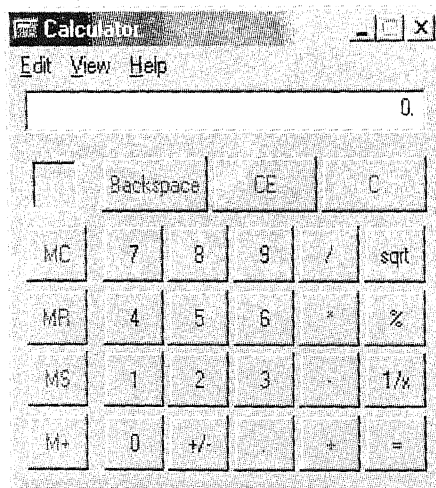 Calculator
Edit View Help
0.
Backspace CE C
MC 7 8 9 / sqrt
MR 4 5 6 * %
MS 1 2 3 - 1/x
M+ 0 +/- . + =